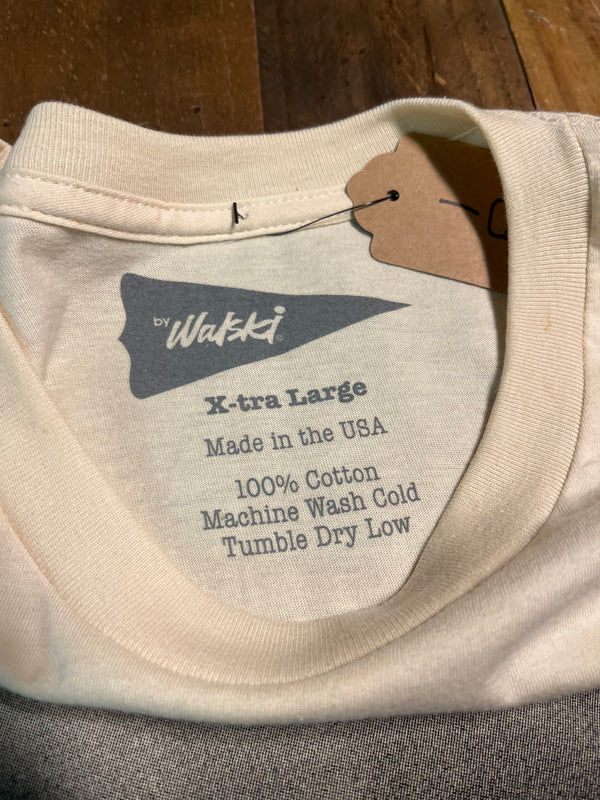 by Walski
X-tra Large
Made in the USA
100% Cotton
Machine Wash Cold
Tumble Dry Low